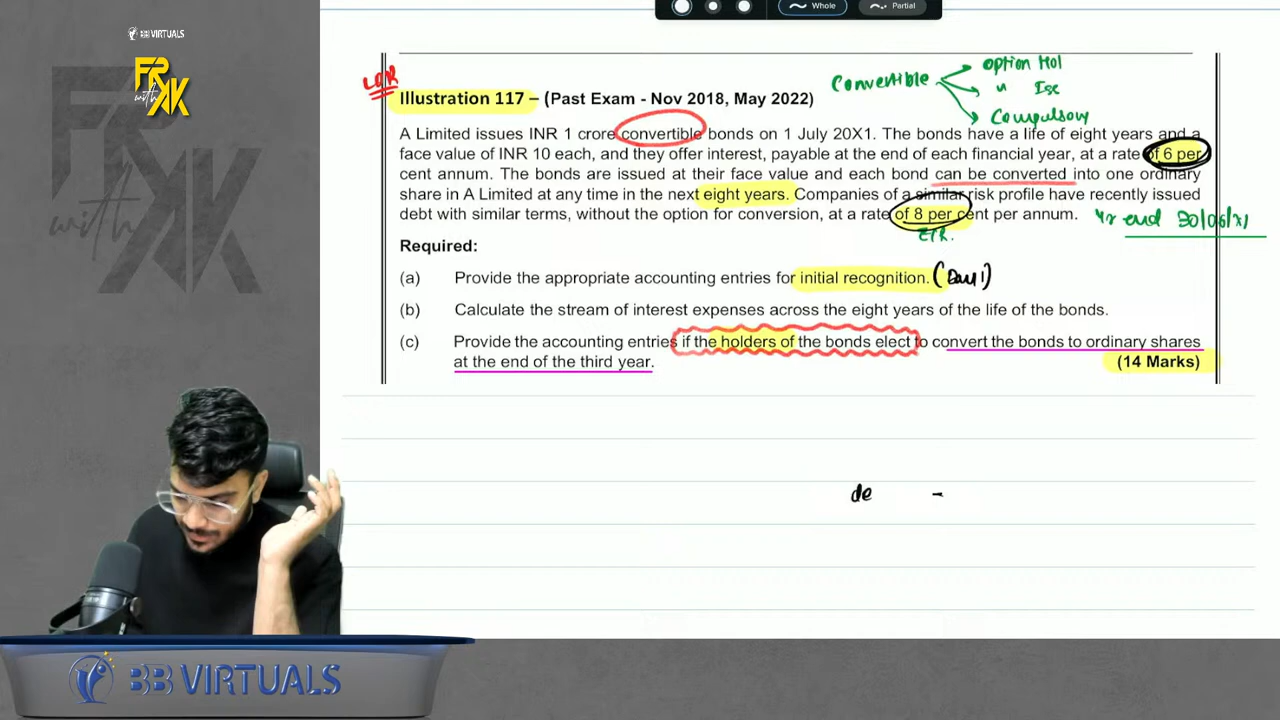 BB VIRTUALS
FR
with
AK
Whole
Partial
LDR
Illustration 117 – (Past Exam - Nov 2018, May 2022)
Convertible
option Hol
" Iss
Compulsory
A Limited issues INR 1 crore convertible bonds on 1 July 20X1. The bonds have a life of eight years and a
face value of INR 10 each, and they offer interest, payable at the end of each financial year, at a rate of 6 per
cent annum. The bonds are issued at their face value and each bond can be converted into one ordinary
share in A Limited at any time in the next eight years. Companies of a similar risk profile have recently issued
debt with similar terms, without the option for conversion, at a rate of 8 per cent per annum.
Yr end 30/06/x1
EIR.
Required:
(a) Provide the appropriate accounting entries for initial recognition. (Day 1)
(b) Calculate the stream of interest expenses across the eight years of the life of the bonds.
(c) Provide the accounting entries if the holders of the bonds elect to convert the bonds to ordinary shares
at the end of the third year.
(14 Marks)
de -
BB VIRTUALS